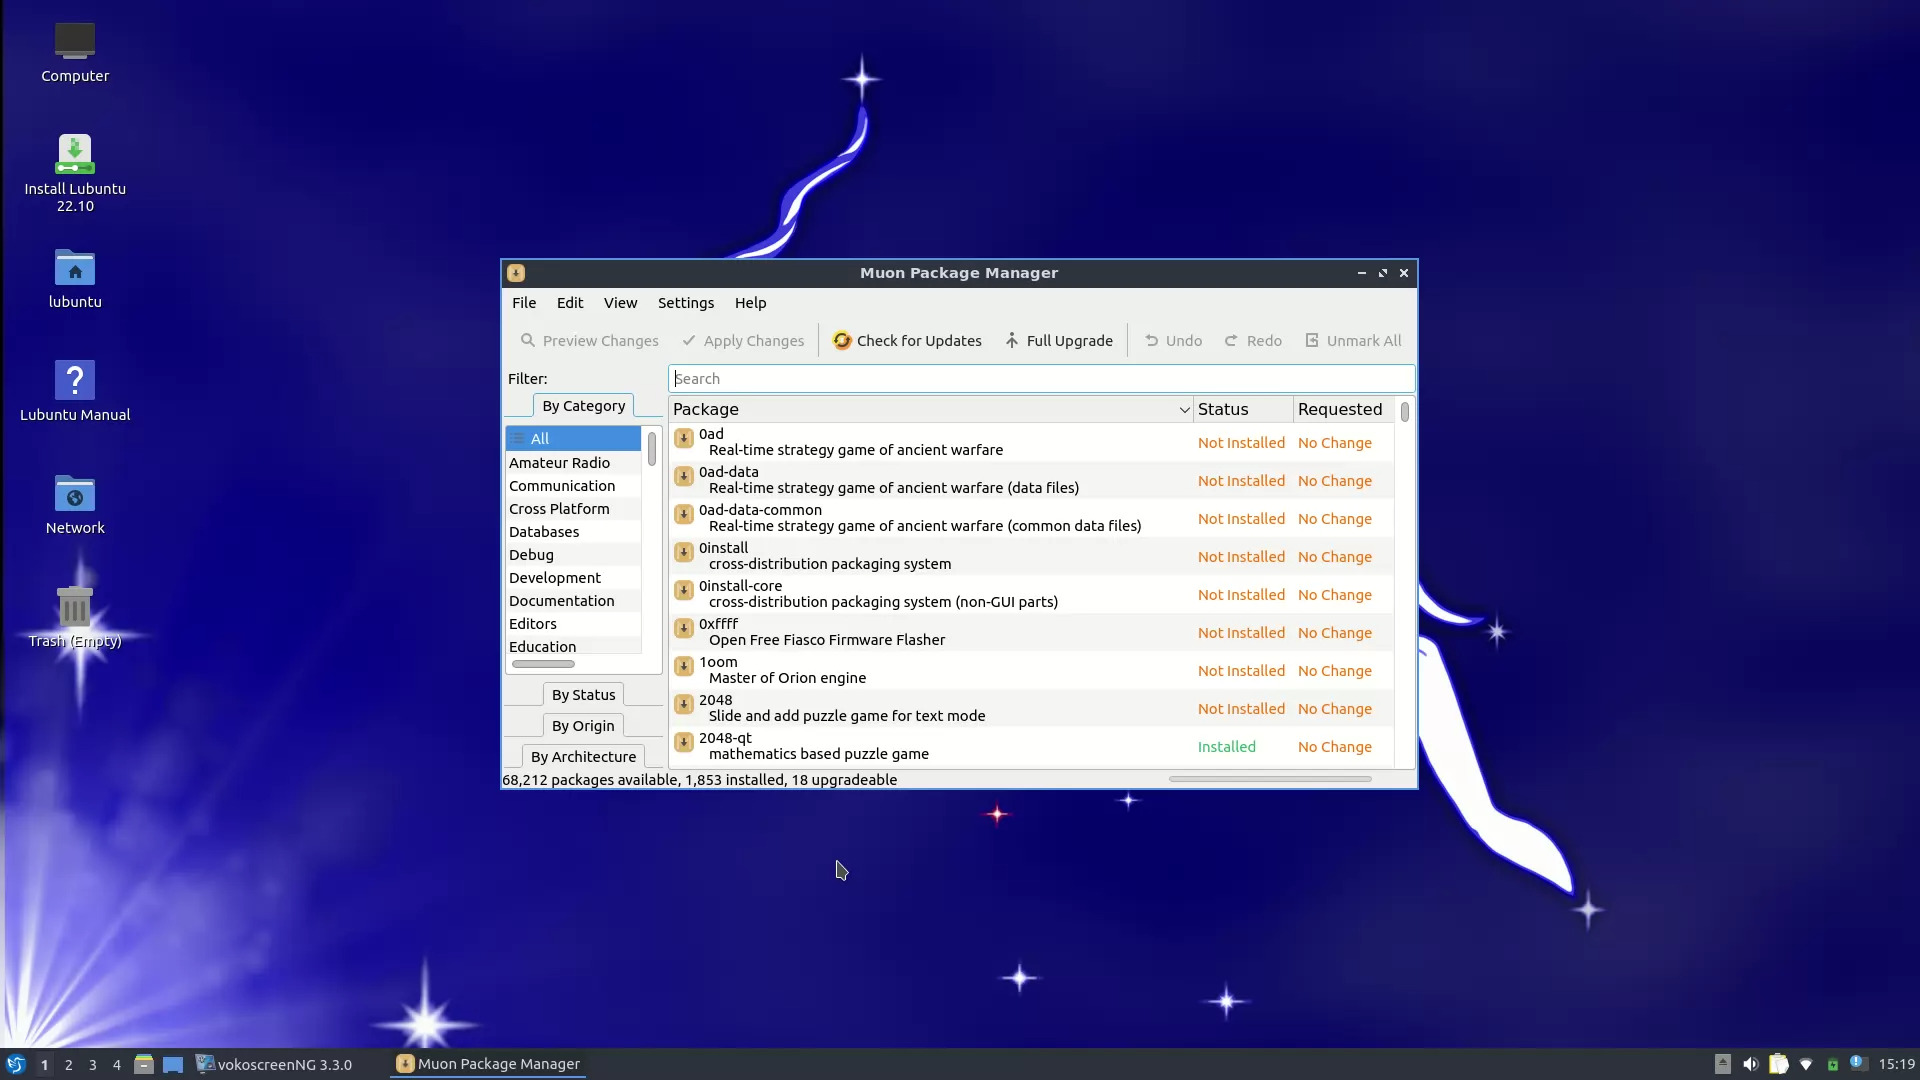 Computer
Install Lubuntu
22.10
lubuntu
Lubuntu Manual
Network
Trash (Empty)
Muon Package Manager
File Edit View Settings Help
Preview Changes Apply Changes Check for Updates Full Upgrade Undo Redo Unmark All
Filter:
Search
By Category
All
Amateur Radio
Communication
Cross Platform
Databases
Debug
Development
Documentation
Editors
Education
By Status
By Origin
By Architecture
Package Status Requested
0ad
Real-time strategy game of ancient warfare
Not Installed No Change
0ad-data
Real-time strategy game of ancient warfare (data files)
Not Installed No Change
0ad-data-common
Real-time strategy game of ancient warfare (common data files)
Not Installed No Change
0install
cross-distribution packaging system
Not Installed No Change
0install-core
cross-distribution packaging system (non-GUI parts)
Not Installed No Change
0xffff
Open Free Fiasco Firmware Flasher
Not Installed No Change
1oom
Master of Orion engine
Not Installed No Change
2048
Slide and add puzzle game for text mode
Not Installed No Change
2048-qt
mathematics based puzzle game
Installed No Change
68,212 packages available, 1,853 installed, 18 upgradeable
1 2 3 4 vokoscreenNG 3.3.0 Muon Package Manager 15:19